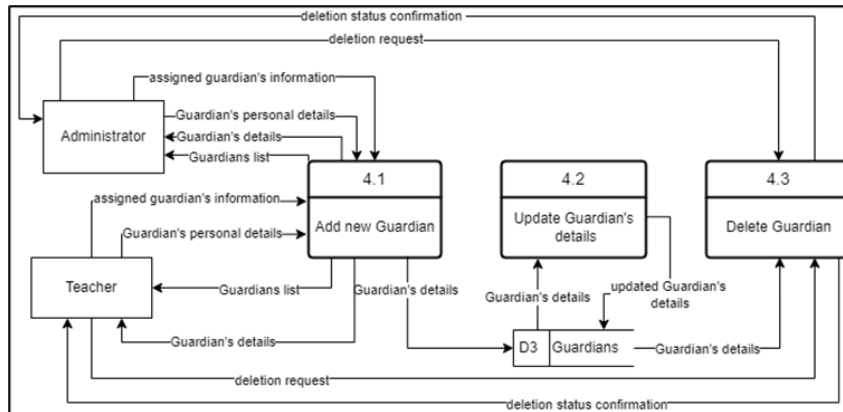 deletion status confirmation
deletion request
assigned guardian's information
Guardian's personal details
Administrator
Guardian's details
Guardians list
4.1
4.2
4.3
assigned guardian's information
Add new Guardian
Update Guardian's
details
Delete Guardian
Guardian's personal details
Teacher
Guardians list
Guardian's details
Guardian's details
updated Guardian's
details
D3
Guardians
Guardian's details
Guardian's details
deletion request
deletion status confirmation